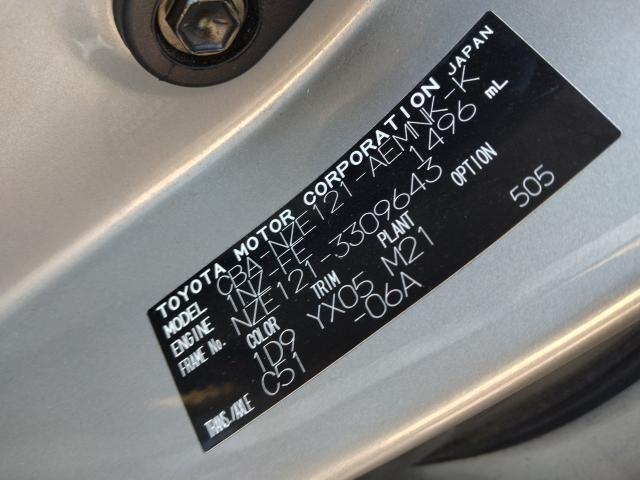 TOYOTA MOTOR CORPORATION JAPAN
MODEL CBA-NZE121-AEMNK-K
ENGINE 1NZ-FE 1496 mL
FRAME No. NZE121-3309643
COLOR TRIM PLANT OPTION
1D9 YX05 M21 505
TRANS./AXLE C51 -06A